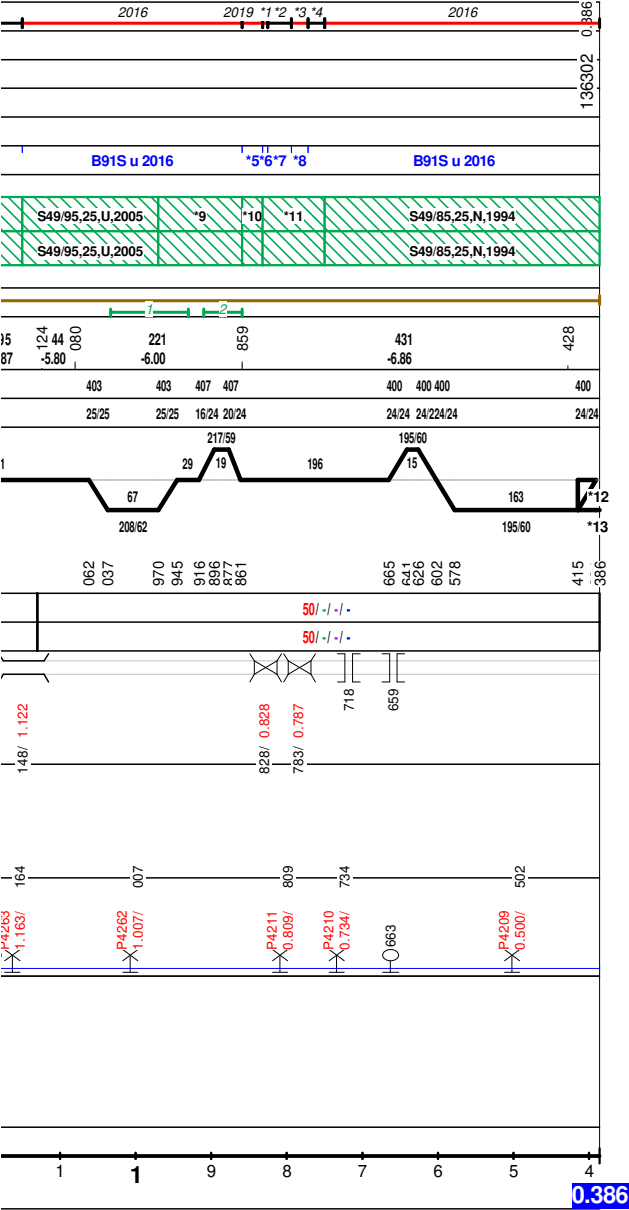 2016 2019 *1 *2 *3 *4 2016
0.386
136302
B91S u 2016 *5 *6 *7 *8 B91S u 2016
S49/95,25,U,2005 *9 *10 *11 S49/85,25,N,1994
S49/95,25,U,2005 S49/85,25,N,1994
1 2
95 124 44 080 221 859 431 428
87 -5.80 -6.00 -6.86
403 403 407 407 400 400 400 400
25/25 25/25 16/24 20/24 24/24 24/2 24/24 24/24
217/59 195/60
1 29 19 196 15
67 163 *12
208/62 195/60 *13
062 037 970 945 916 896 877 861 665 641 626 602 578 415 386
50/ -/ -/ -
50/ -/ -/ -
718 659
148/ 1.122 828/ 0.828 783/ 0.787
164 007 809 734 502
P4263 P4262 P4211 P4210 663 P4209
1.163/ 1.007/ 0.809/ 0.734/ 0.500/
1 1 9 8 7 6 5 4
0.386